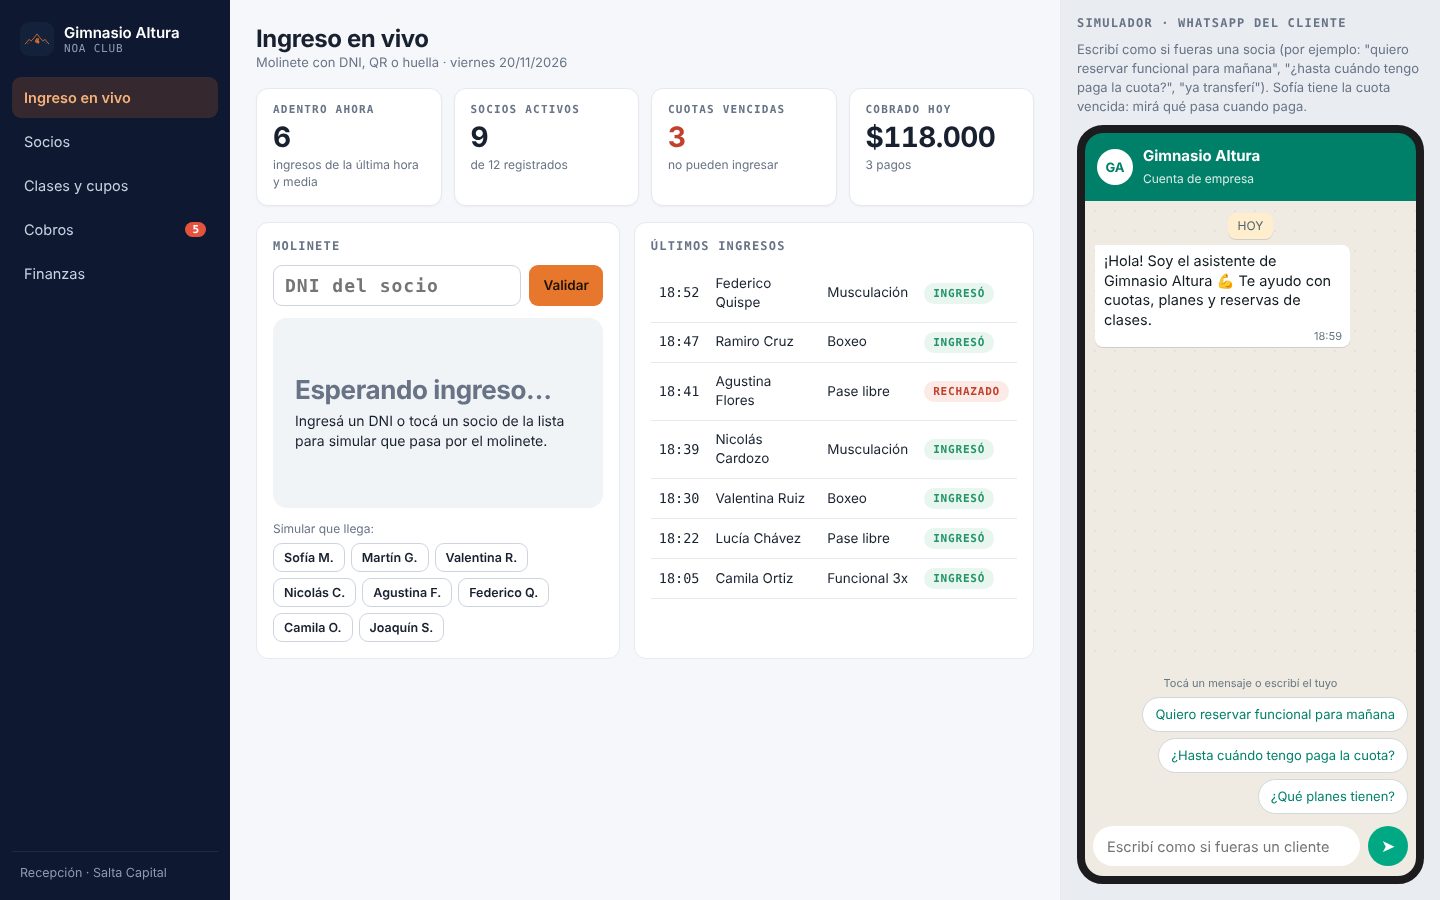 Gimnasio Altura
NOA CLUB
Ingreso en vivo
Socios
Clases y cupos
Cobros 5
Finanzas
Recepción · Salta Capital
Ingreso en vivo
Molinete con DNI, QR o huella · viernes 20/11/2026
ADENTRO AHORA
6
ingresos de la última hora
y media
SOCIOS ACTIVOS
9
de 12 registrados
CUOTAS VENCIDAS
3
no pueden ingresar
COBRADO HOY
$118.000
3 pagos
MOLINETE
DNI del socio
Validar
Esperando ingreso...
Ingresá un DNI o tocá un socio de la lista
para simular que pasa por el molinete.
Simular que llega:
Sofía M. Martín G. Valentina R.
Nicolás C. Agustina F. Federico Q.
Camila O. Joaquín S.
ÚLTIMOS INGRESOS
18:52 Federico Quispe Musculación INGRESÓ
18:47 Ramiro Cruz Boxeo INGRESÓ
18:41 Agustina Flores Pase libre RECHAZADO
18:39 Nicolás Cardozo Musculación INGRESÓ
18:30 Valentina Ruiz Boxeo INGRESÓ
18:22 Lucía Chávez Pase libre INGRESÓ
18:05 Camila Ortiz Funcional 3x INGRESÓ
SIMULADOR · WHATSAPP DEL CLIENTE
Escribí como si fueras una socia (por ejemplo: "quiero
reservar funcional para mañana", "¿hasta cuándo tengo
paga la cuota?", "ya transferí"). Sofía tiene la cuota
vencida: mirá qué pasa cuando paga.
GA
Gimnasio Altura
Cuenta de empresa
HOY
¡Hola! Soy el asistente de
Gimnasio Altura 💪 Te ayudo con
cuotas, planes y reservas de
clases.
18:59
Tocá un mensaje o escribí el tuyo
Quiero reservar funcional para mañana
¿Hasta cuándo tengo paga la cuota?
¿Qué planes tienen?
Escribí como si fueras un cliente